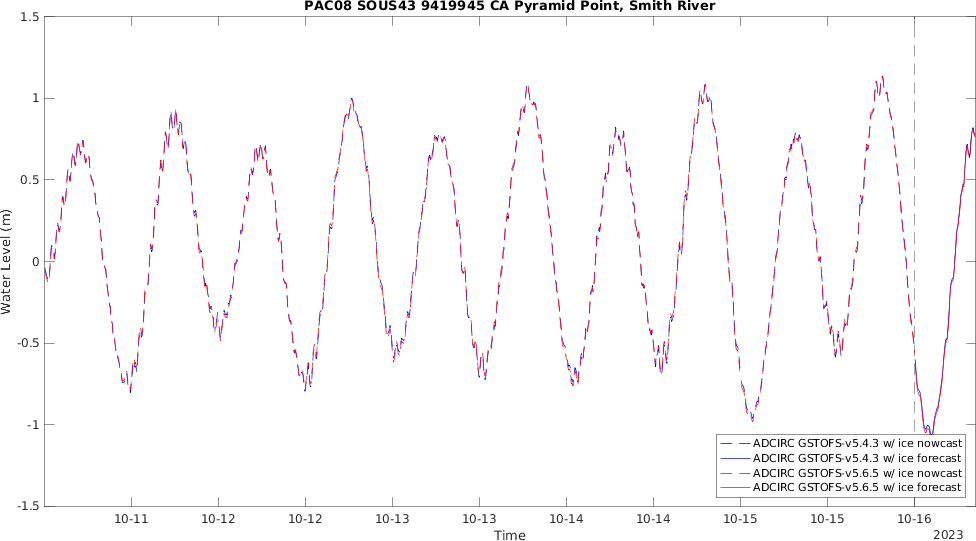 PAC08 SOUS43 9419945 CA Pyramid Point, Smith River
1.5
1
0.5
0
-0.5
-1
-1.5
Water Level (m)
ADCIRC GSTOFS-v5.4.3 w/ ice nowcast
ADCIRC GSTOFS-v5.4.3 w/ ice forecast
ADCIRC GSTOFS-v5.6.5 w/ ice nowcast
ADCIRC GSTOFS-v5.6.5 w/ ice forecast
10-11 10-12 10-12 10-13 10-13 10-14 10-14 10-15 10-15 10-16
Time
2023